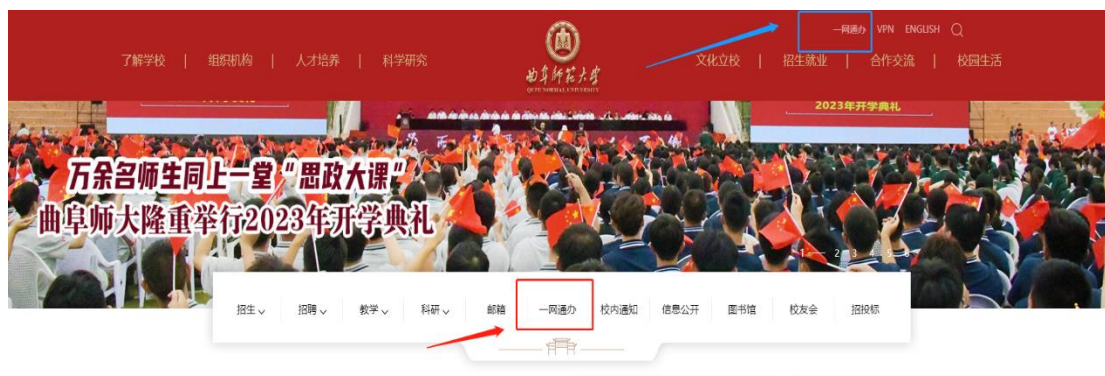 一网通办 VPN ENGLISH
了解学校 | 组织机构 | 人才培养 | 科学研究
曲阜师范大学
QUFU NORMAL UNIVERSITY
文化立校 | 招生就业 | 合作交流 | 校园生活
2023年开学典礼
万余名师生同上一堂“思政大课”
曲阜师大隆重举行2023年开学典礼
1 2 3 4 5 6
招生 招聘 教学 科研 邮箱 一网通办 校内通知 信息公开 图书馆 校友会 招投标